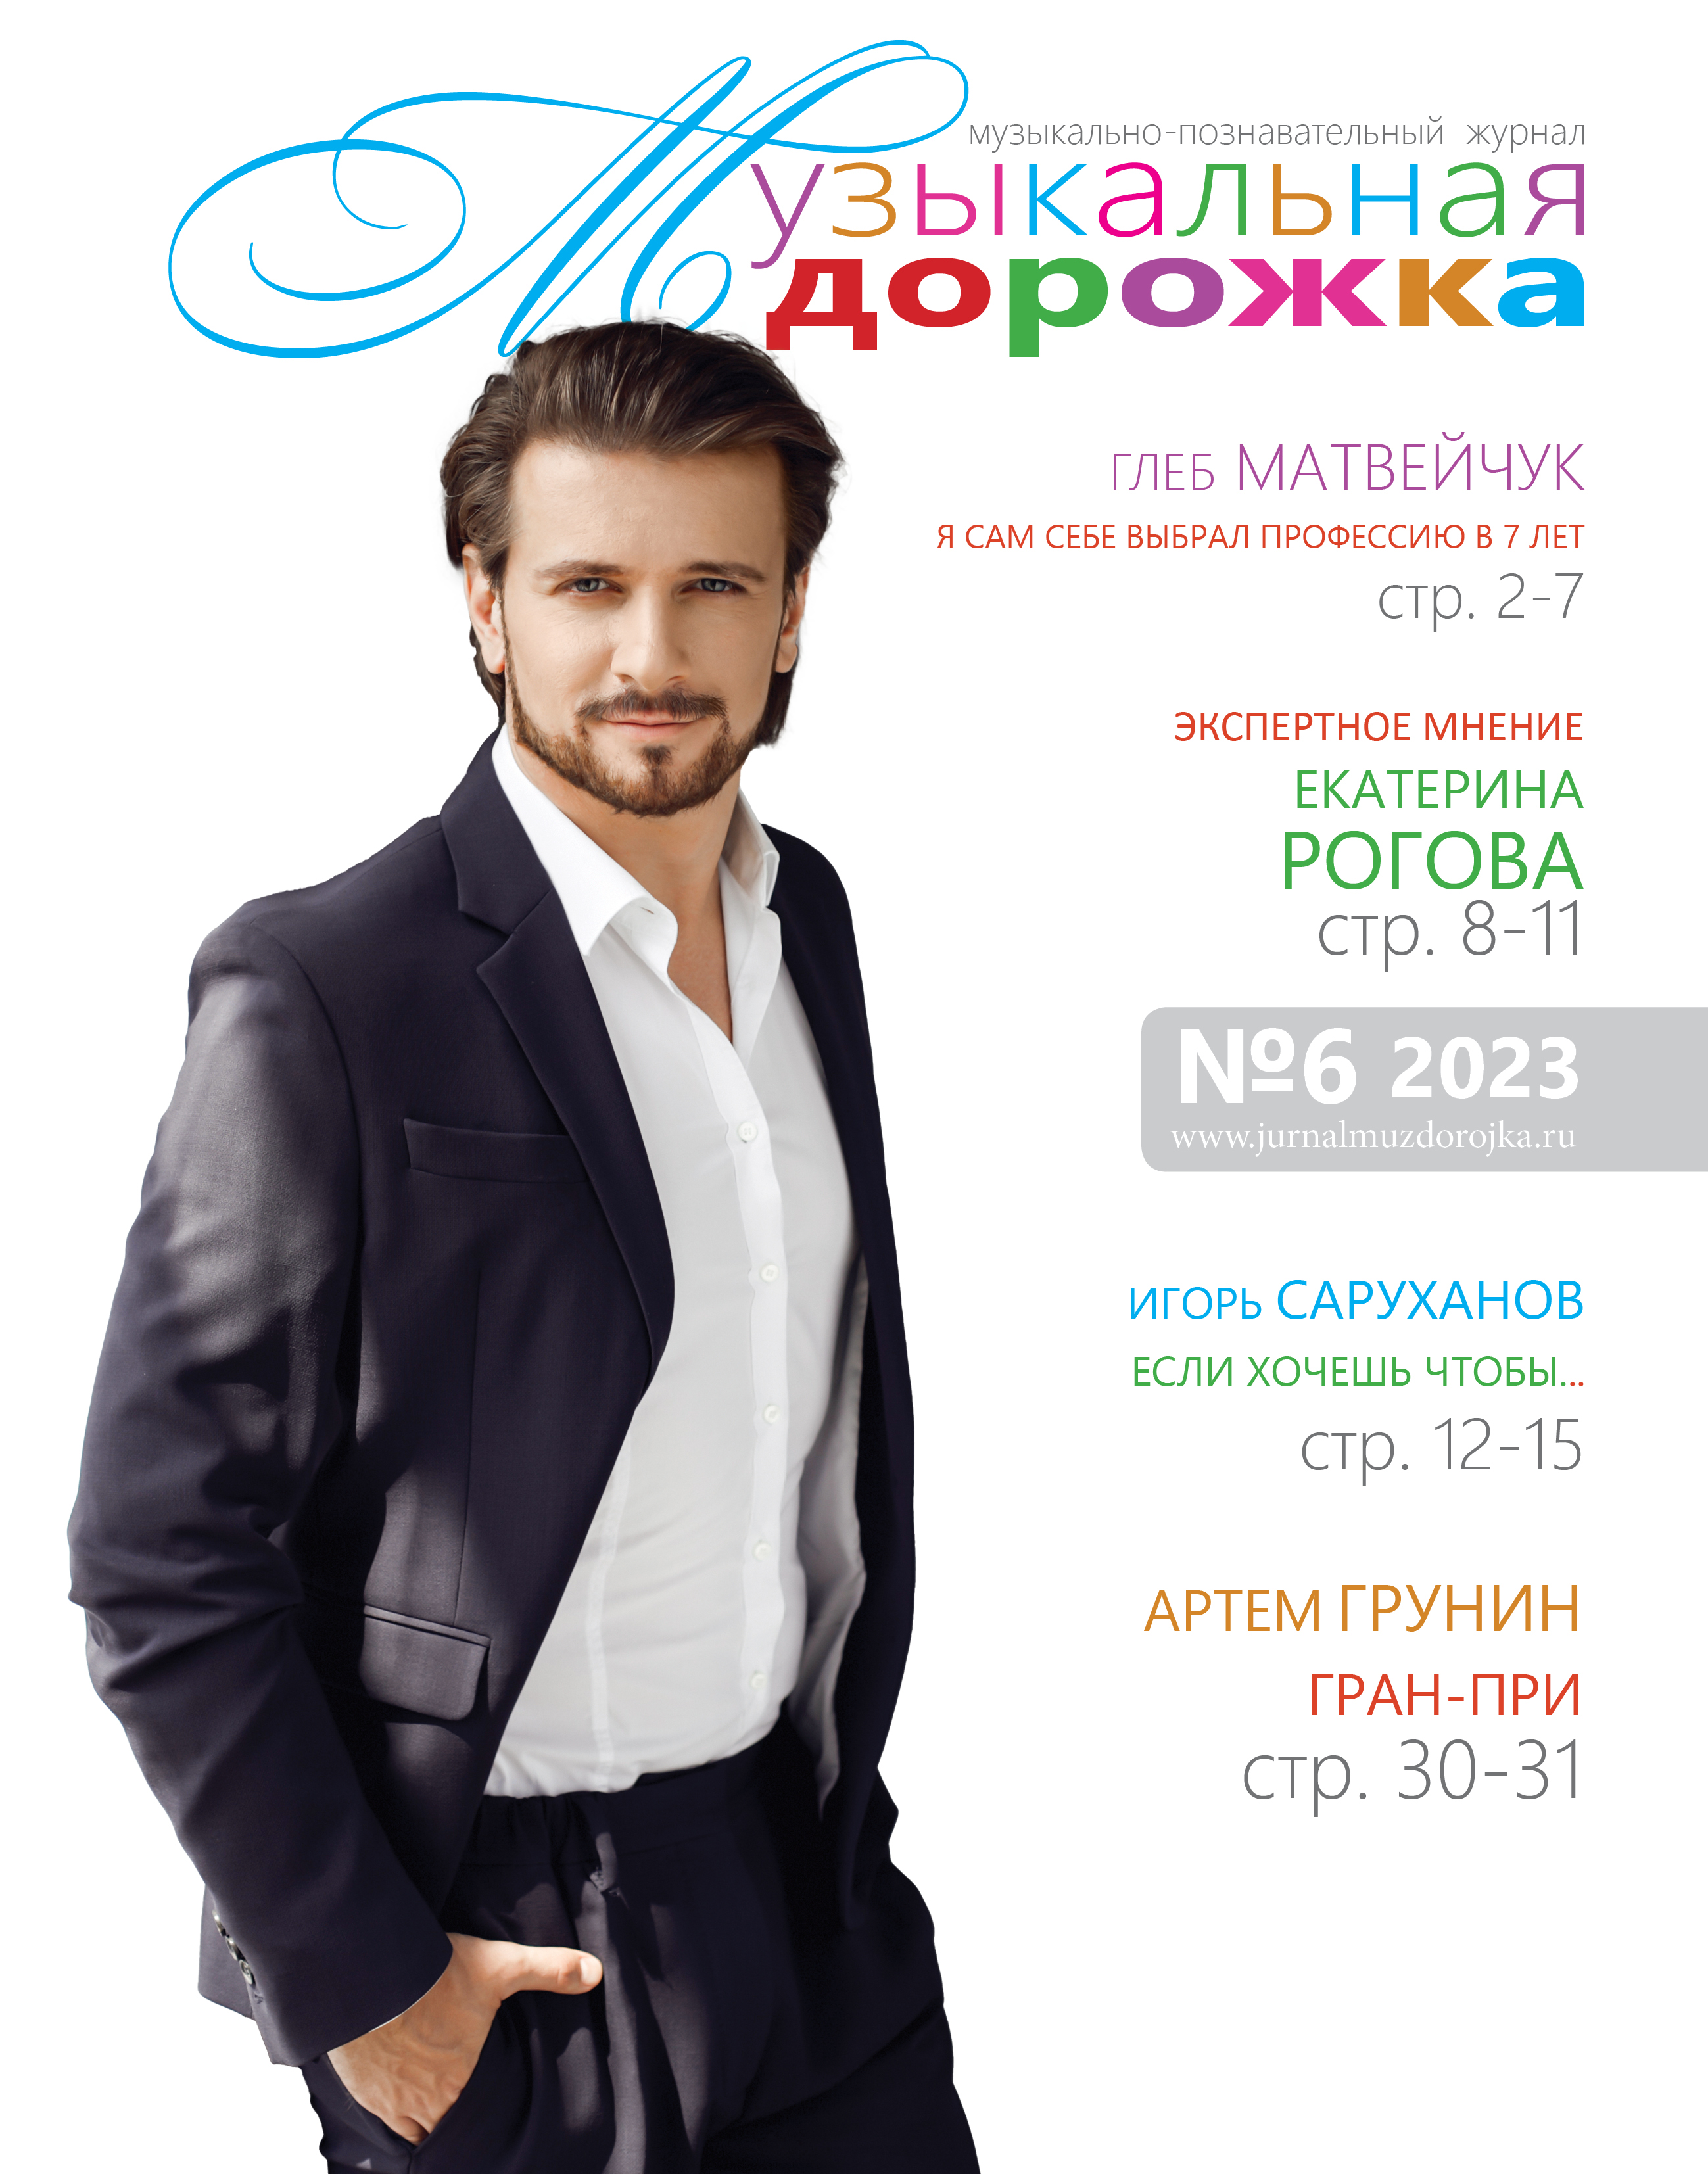 музыкально-познавательный журнал
Музыкальная
дорожка
ГЛЕБ МАТВЕЙЧУК
Я САМ СЕБЕ ВЫБРАЛ ПРОФЕССИЮ В 7 ЛЕТ
стр. 2-7
ЭКСПЕРТНОЕ МНЕНИЕ
ЕКАТЕРИНА
РОГОВА
стр. 8-11
№6 2023
www.jurnalmuzdorojka.ru
ИГОРЬ САРУХАНОВ
ЕСЛИ ХОЧЕШЬ ЧТОБЫ...
стр. 12-15
АРТЕМ ГРУНИН
ГРАН-ПРИ
стр. 30-31